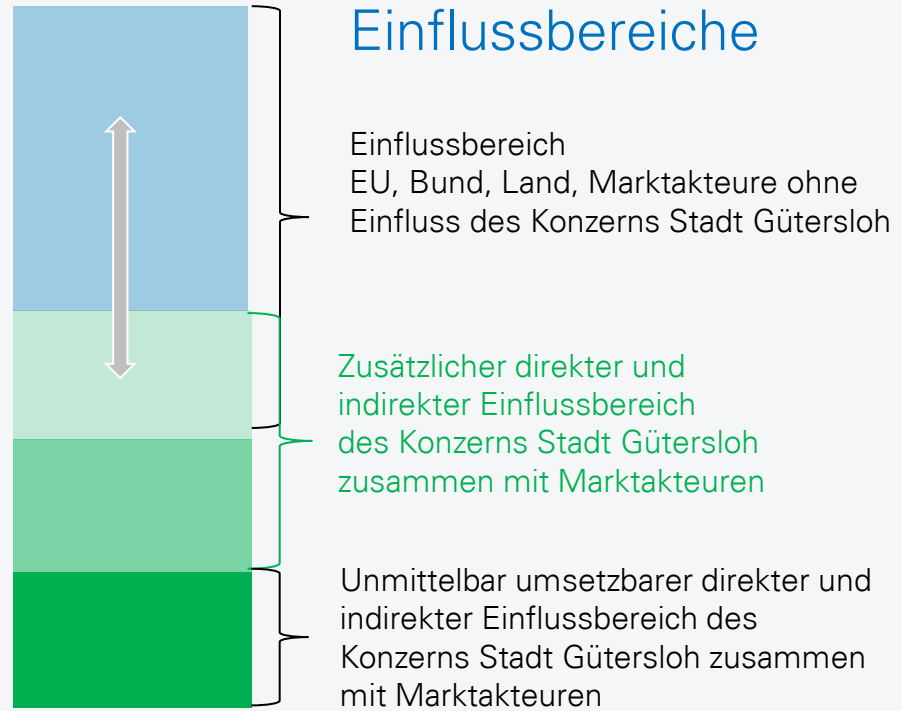 Einflussbereiche
Einflussbereich
EU, Bund, Land, Marktakteure ohne
Einfluss des Konzerns Stadt Gütersloh
Zusätzlicher direkter und
indirekter Einflussbereich
des Konzerns Stadt Gütersloh
zusammen mit Marktakteuren
Unmittelbar umsetzbarer direkter und
indirekter Einflussbereich des
Konzerns Stadt Gütersloh zusammen
mit Marktakteuren